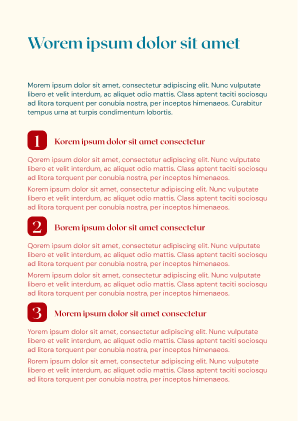 Worem ipsum dolor sit amet
Morem ipsum dolor sit amet, consectetur adipiscing elit. Nunc vulputate
libero et velit interdum, ac aliquet odio mattis. Class aptent taciti sociosqu
ad litora torquent per conubia nostra, per inceptos himenaeos. Curabitur
tempus urna at turpis condimentum lobortis.
1 Korem ipsum dolor sit amet consectetur
Qorem ipsum dolor sit amet, consectetur adipiscing elit. Nunc vulputate
libero et velit interdum, ac aliquet odio mattis. Class aptent taciti sociosqu
ad litora torquent per conubia nostra, per inceptos himenaeos.
Korem ipsum dolor sit amet, consectetur adipiscing elit. Nunc vulputate
libero et velit interdum, ac aliquet odio mattis. Class aptent taciti sociosqu
ad litora torquent per conubia nostra, per inceptos himenaeos.
2 Borem ipsum dolor sit amet consectetur
Qorem ipsum dolor sit amet, consectetur adipiscing elit. Nunc vulputate
libero et velit interdum, ac aliquet odio mattis. Class aptent taciti sociosqu
ad litora torquent per conubia nostra, per inceptos himenaeos.
Morem ipsum dolor sit amet, consectetur adipiscing elit. Nunc vulputate
libero et velit interdum, ac aliquet odio mattis. Class aptent taciti sociosqu
ad litora torquent per conubia nostra, per inceptos himenaeos.
3 Morem ipsum dolor sit amet consectetur
Yorem ipsum dolor sit amet, consectetur adipiscing elit. Nunc vulputate
libero et velit interdum, ac aliquet odio mattis. Class aptent taciti sociosqu
ad litora torquent per conubia nostra, per inceptos himenaeos.
Rorem ipsum dolor sit amet, consectetur adipiscing elit. Nunc vulputate
libero et velit interdum, ac aliquet odio mattis. Class aptent taciti sociosqu
ad litora torquent per conubia nostra, per inceptos himenaeos.